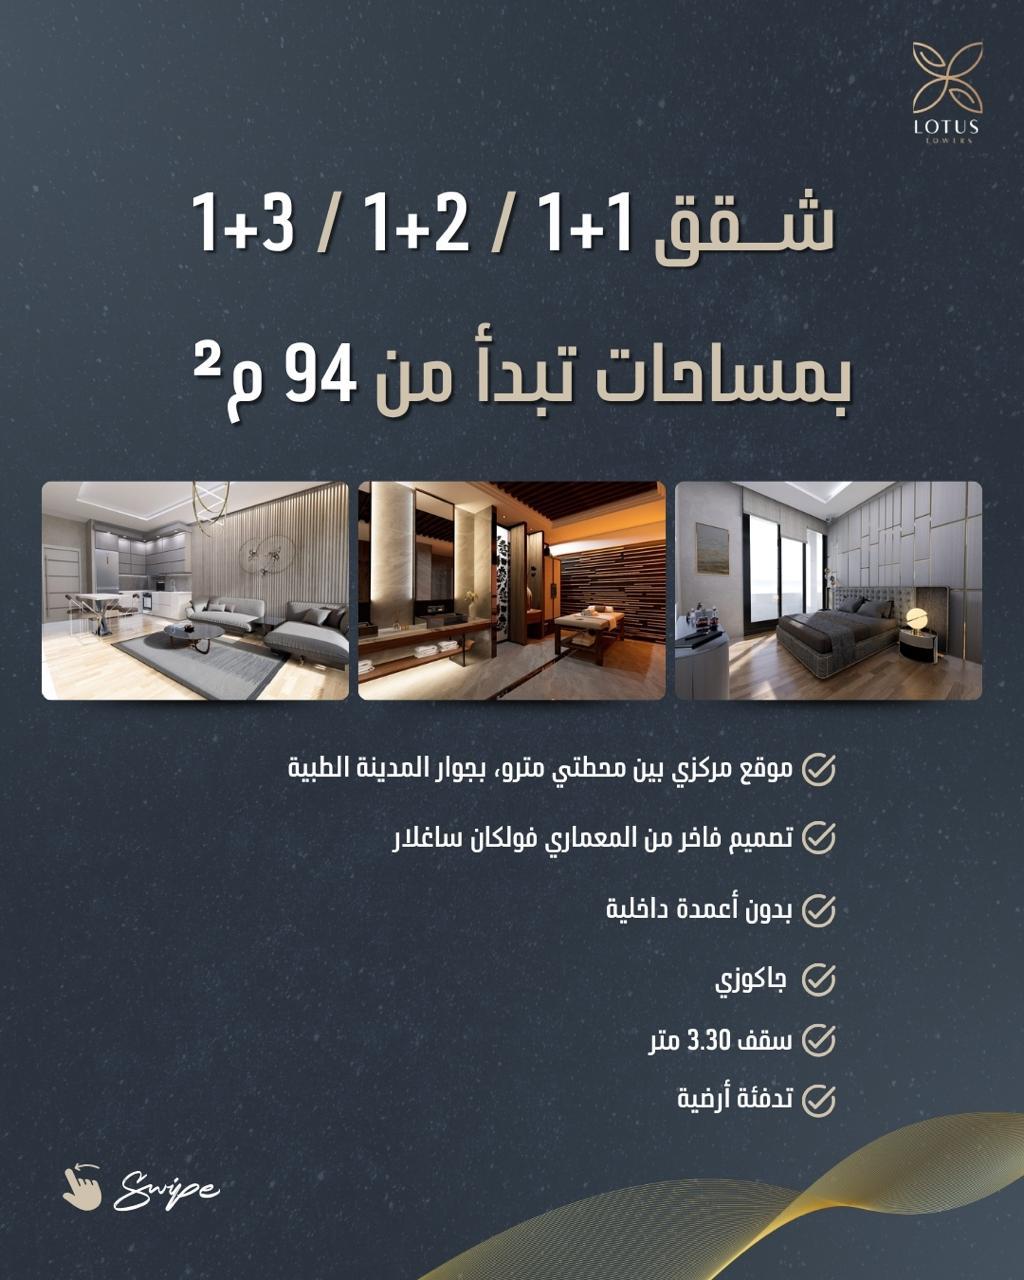 LOTUS
TOWERS
شقق 1+1 / 2+1 / 3+1
بمساحات تبدأ من 94 م²
موقع مركزي بين محطتي مترو، بجوار المدينة الطبية
تصميم فاخر من المعماري فولكان ساغلار
بدون أعمدة داخلية
جاكوزي
سقف 3.30 متر
تدفئة أرضية
Swipe